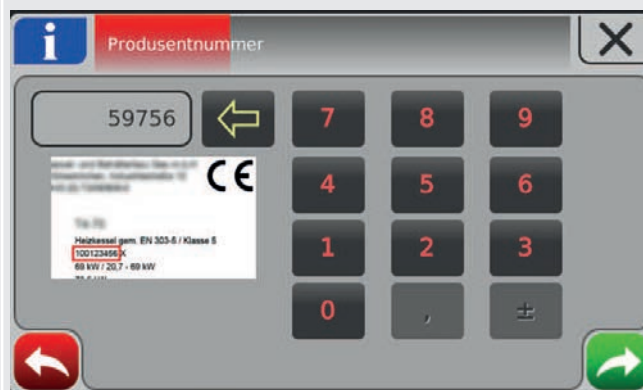 i Produsentnummer
59756 7 8 9
CE
4 5 6
Heizkessel gem. EN 303-5 / Klasse 5
100123456 X
69 kW / 20,7 - 69 kW
1 2 3
0 , ±